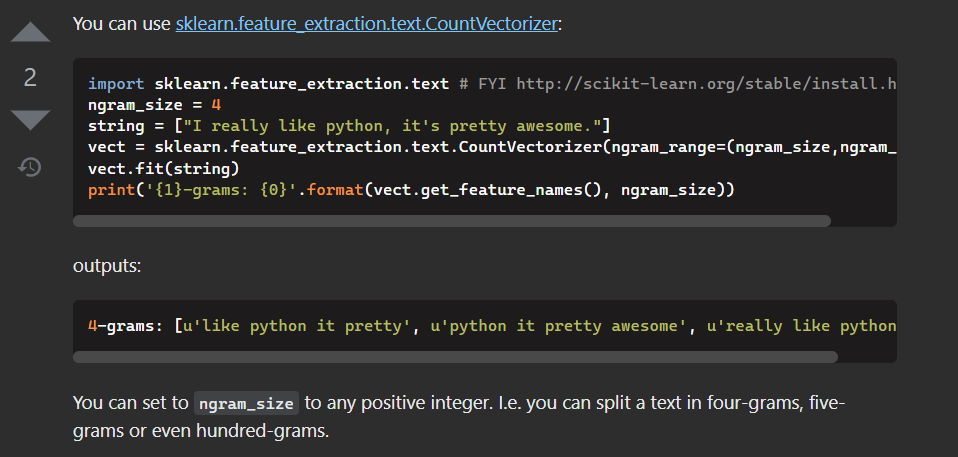 You can use sklearn.feature_extraction.text.CountVectorizer:
2
import sklearn.feature_extraction.text # FYI http://scikit-learn.org/stable/install.h
ngram_size = 4
string = ["I really like python, it's pretty awesome."]
vect = sklearn.feature_extraction.text.CountVectorizer(ngram_range=(ngram_size,ngram_
vect.fit(string)
print('{1}-grams: {0}'.format(vect.get_feature_names(), ngram_size))
outputs:
4-grams: [u'like python it pretty', u'python it pretty awesome', u'really like python
You can set to ngram_size to any positive integer. I.e. you can split a text in four-grams, five-
grams or even hundred-grams.